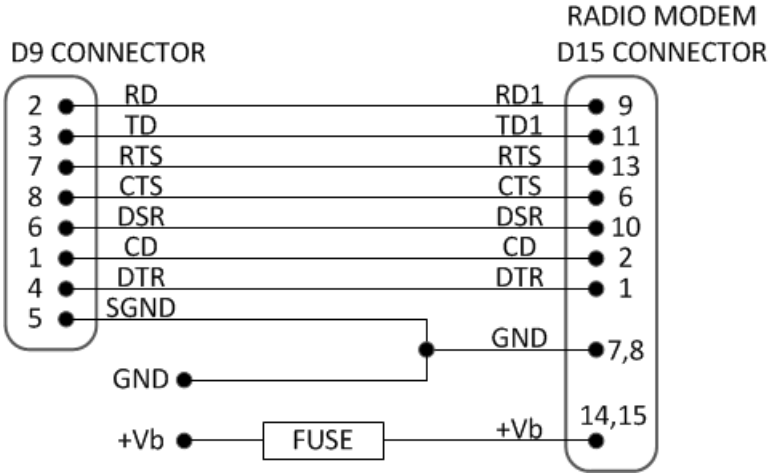 RADIO MODEM
D9 CONNECTOR D15 CONNECTOR
2 RD RD1 9
3 TD TD1 11
7 RTS RTS 13
8 CTS CTS 6
6 DSR DSR 10
1 CD CD 2
4 DTR DTR 1
5 SGND
GND 7,8
GND
14,15
+Vb FUSE +Vb